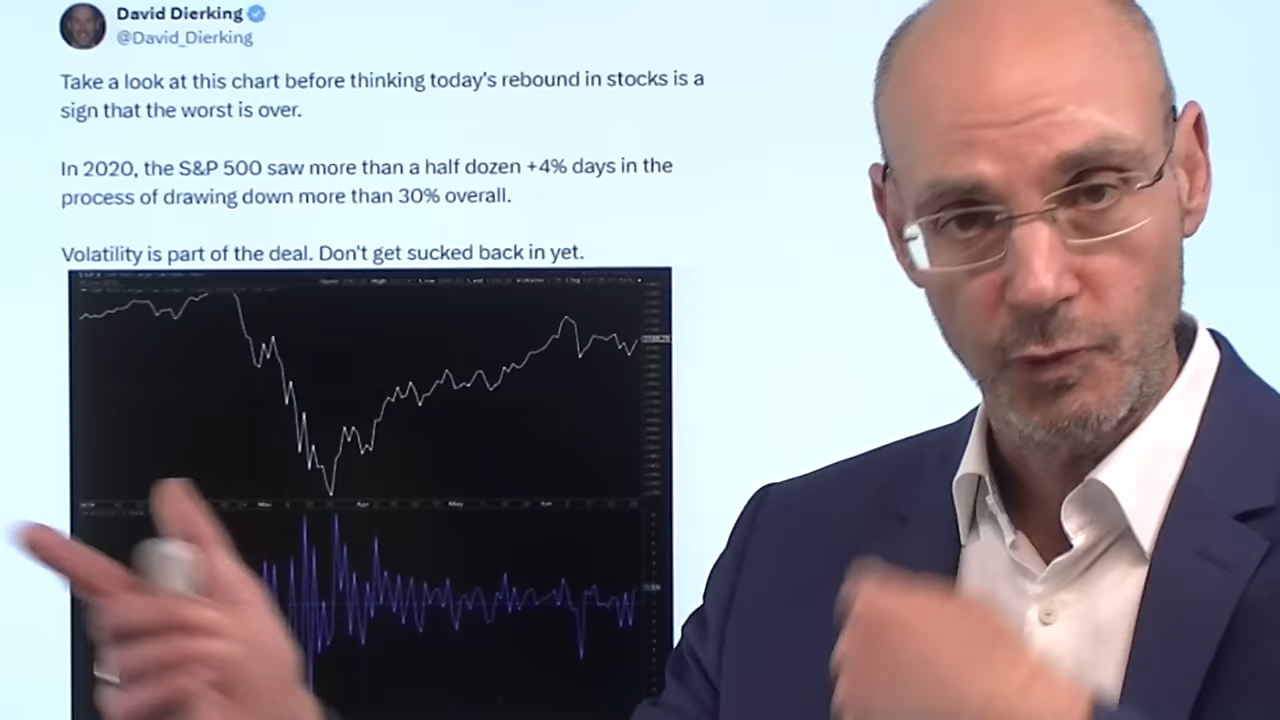 David Dierking
@David_Dierking
Take a look at this chart before thinking today's rebound in stocks is a
sign that the worst is over.
In 2020, the S&P 500 saw more than a half dozen +4% days in the
process of drawing down more than 30% overall.
Volatility is part of the deal. Don't get sucked back in yet.
Mar Apr May